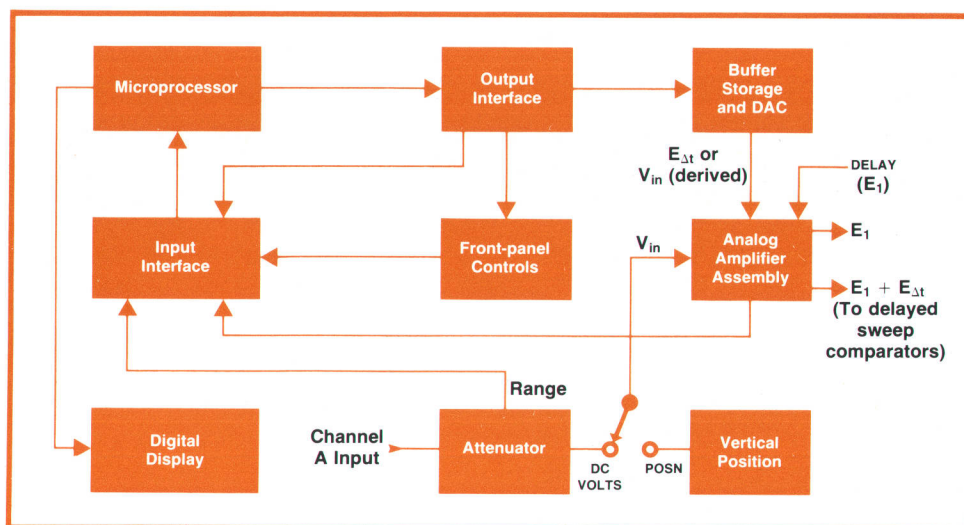 Microprocessor
Output
Interface
Buffer
Storage
and DAC
E∆t or
Vin (derived)
DELAY
(E1)
Input
Interface
Front-panel
Controls
Vin
Analog
Amplifier
Assembly
E1
E1 + E∆t
(To delayed
sweep
comparators)
Range
Digital
Display
Channel
A Input
Attenuator
DC
VOLTS
POSN
Vertical
Position